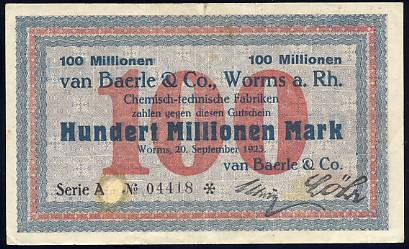 100 Millionen 100 Millionen
100
van Baerle & Co., Worms a. Rh.
Chemisch-technische Fabriken
zahlen gegen diesen Gutschein
Hundert Millionen Mark
Worms, 20. September 1923.
van Baerle & Co.
Serie A № 04418 *